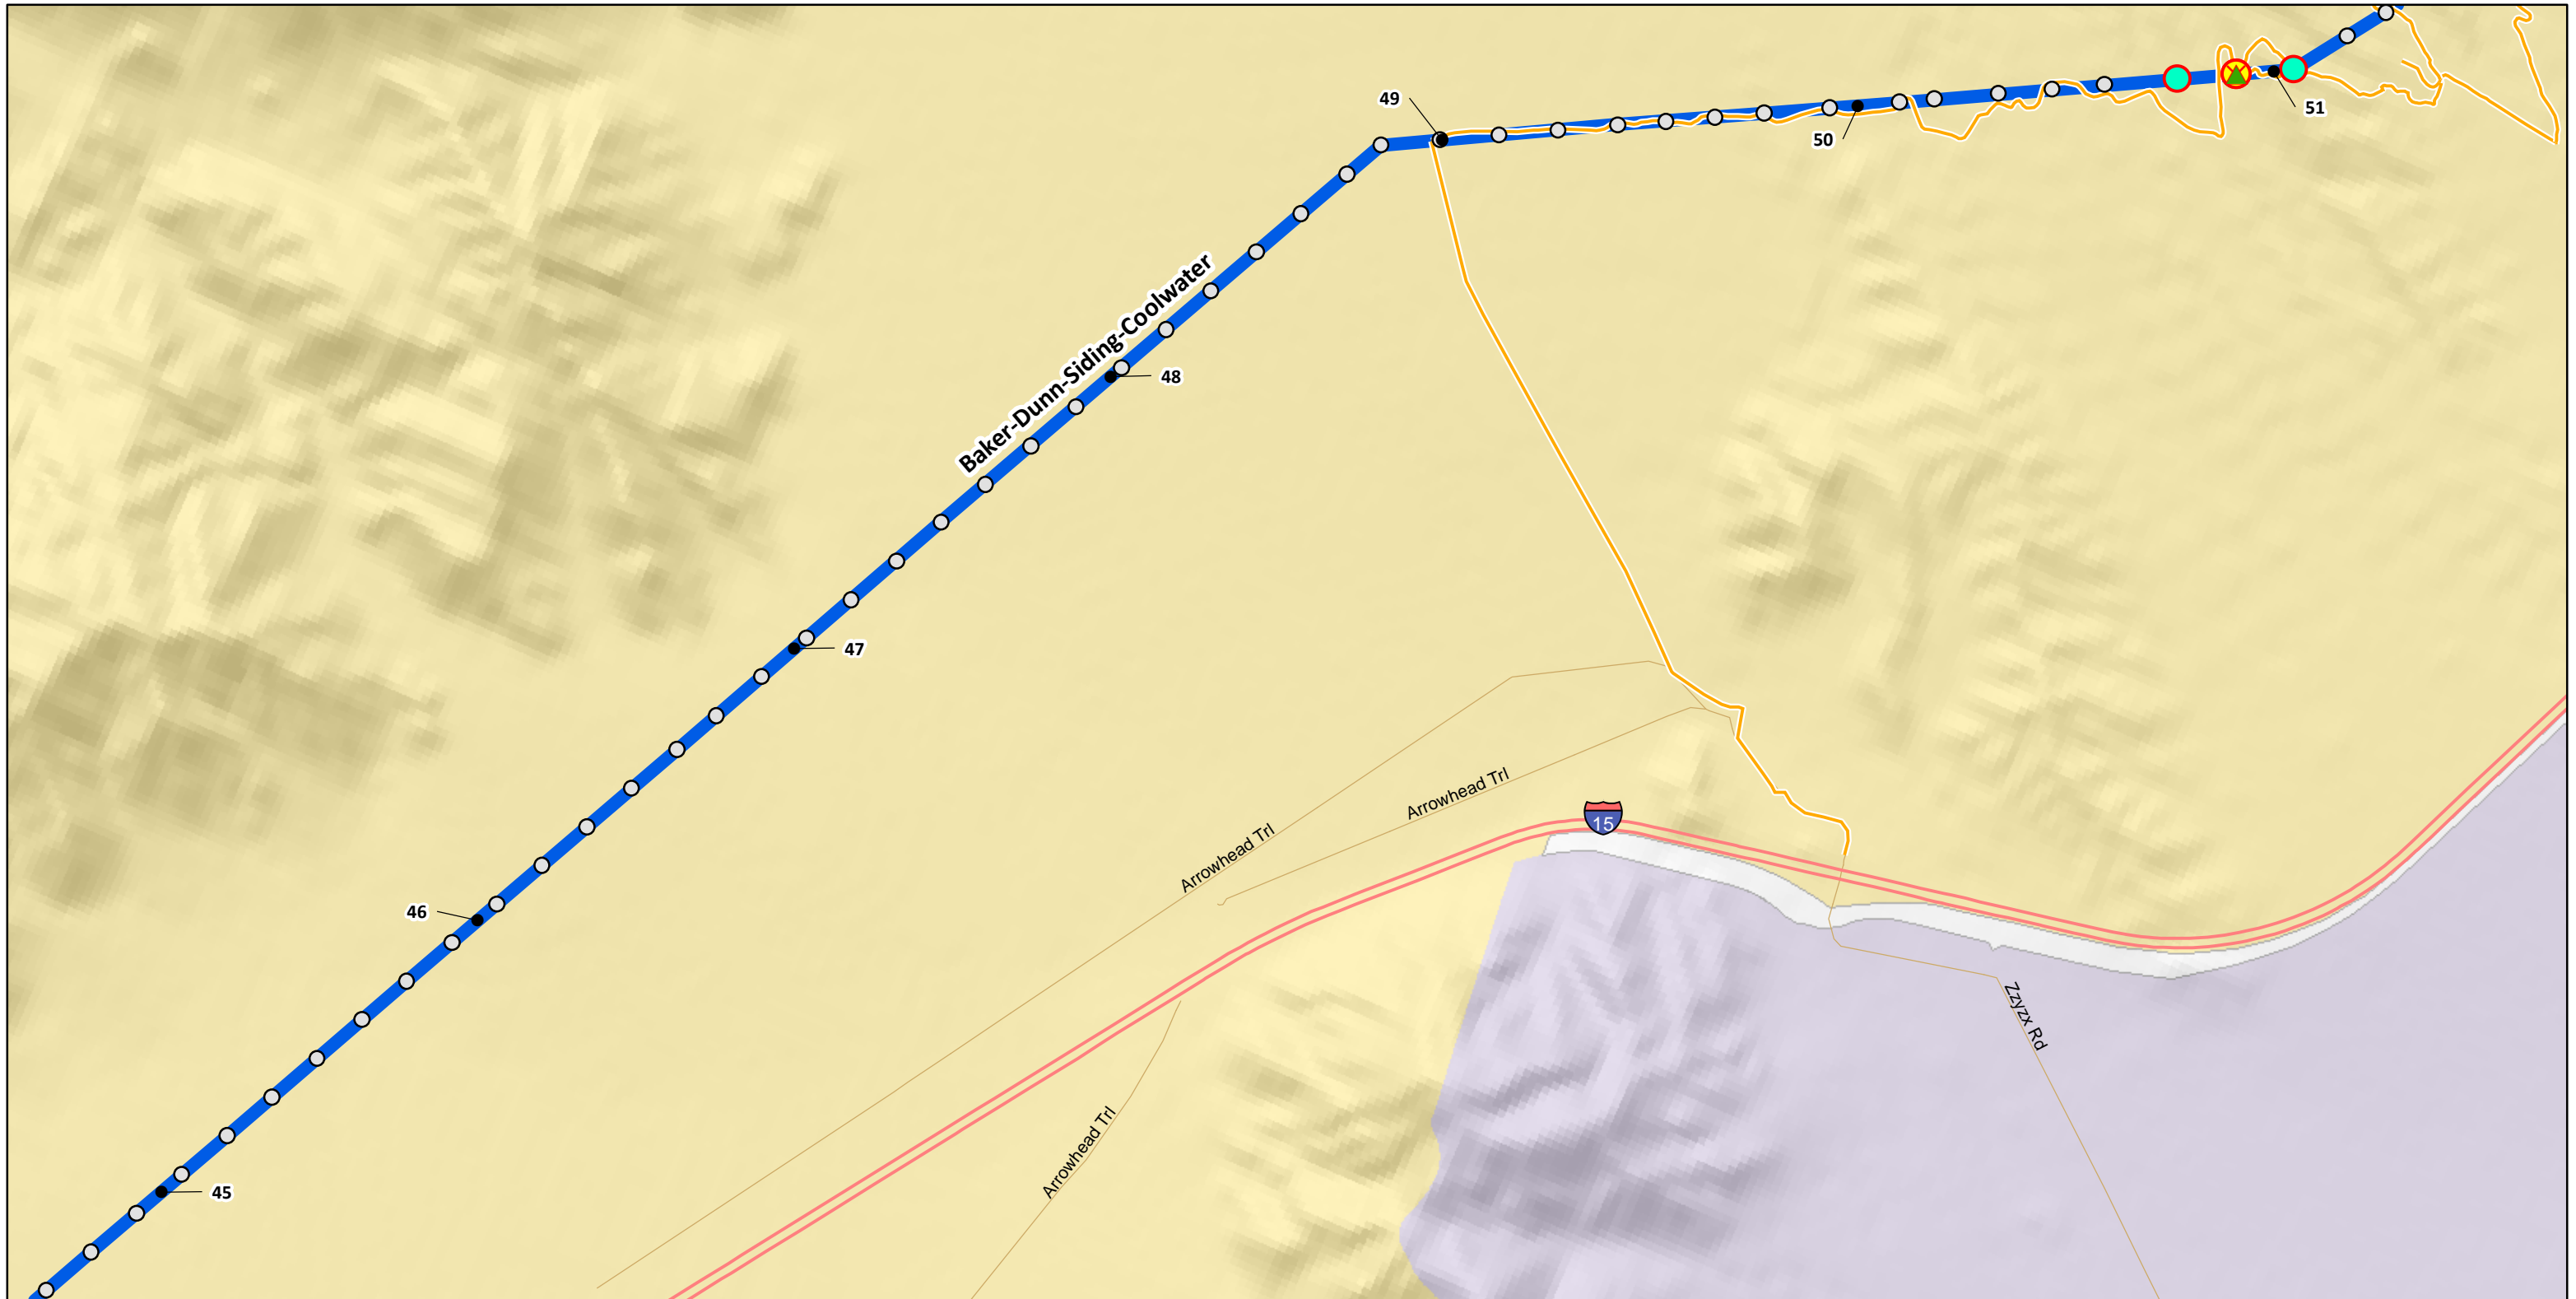 49
51
50
Baker-Dunn-Siding-Coolwater
48
47
Arrowhead Trl
15
Arrowhead Trl
46
Zzyzx Rd
Arrowhead Trl
45